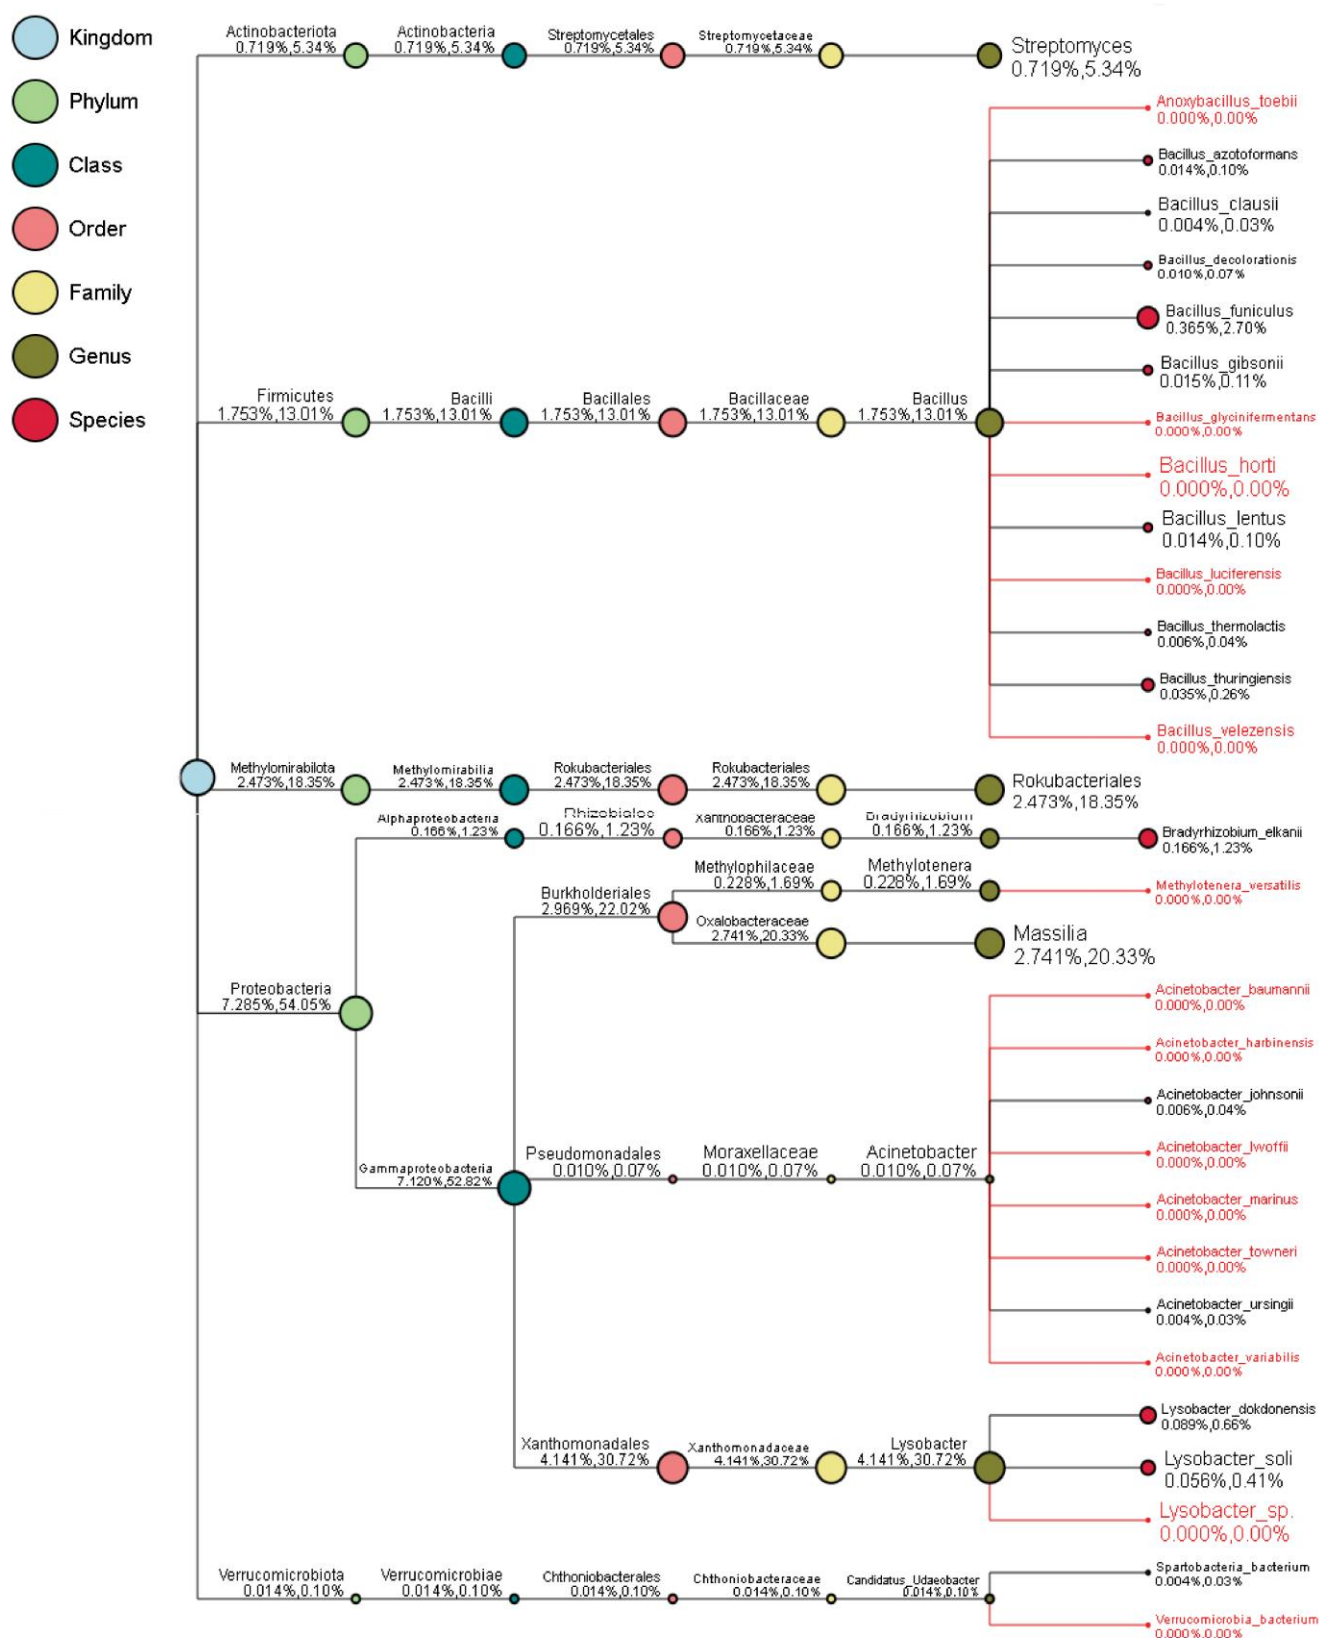 Kingdom
Phylum
Class
Order
Family
Genus
Species
Actinobacteriota
0.719%,5.34%
Actinobacteria
0.719%,5.34%
Streptomycetales
0.719%,5.34%
Streptomycetaceae
0.719%,5.34%
Streptomyces
0.719%,5.34%
Firmicutes
1.753%,13.01%
Bacilli
1.753%,13.01%
Bacillales
1.753%,13.01%
Bacillaceae
1.753%,13.01%
Bacillus
1.753%,13.01%
Anoxybacillus_toebii
0.000%,0.00%
Bacillus_azotoformans
0.014%,0.10%
Bacillus_clausii
0.004%,0.03%
Bacillus_decolorationis
0.010%,0.07%
Bacillus_funiculus
0.365%,2.70%
Bacillus_gibsonii
0.015%,0.11%
Bacillus_glycinifermentans
0.000%,0.00%
Bacillus_horti
0.000%,0.00%
Bacillus_lentus
0.014%,0.10%
Bacillus_luciferensis
0.000%,0.00%
Bacillus_thermolactis
0.006%,0.04%
Bacillus_thuringiensis
0.035%,0.26%
Bacillus_velezensis
0.000%,0.00%
Methylomirabilota
2.473%,18.35%
Methylomirabilia
2.473%,18.35%
Rokubacteriales
2.473%,18.35%
Rokubacteriales
2.473%,18.35%
Rokubacteriales
2.473%,18.35%
Proteobacteria
7.285%,54.05%
Alphaproteobacteria
0.166%,1.23%
Rhizobiales
0.166%,1.23%
Xanthobacteraceae
0.166%,1.23%
Bradyrhizobium
0.166%,1.23%
Bradyrhizobium_elkanii
0.166%,1.23%
Gammaproteobacteria
7.120%,52.82%
Burkholderiales
2.969%,22.02%
Methylophilaceae
0.228%,1.69%
Methylotenera
0.228%,1.69%
Methylotenera_versatilis
0.000%,0.00%
Oxalobacteraceae
2.741%,20.33%
Massilia
2.741%,20.33%
Pseudomonadales
0.010%,0.07%
Moraxellaceae
0.010%,0.07%
Acinetobacter
0.010%,0.07%
Acinetobacter_baumannii
0.000%,0.00%
Acinetobacter_harbinensis
0.000%,0.00%
Acinetobacter_johnsonii
0.006%,0.04%
Acinetobacter_lwoffii
0.000%,0.00%
Acinetobacter_marinus
0.000%,0.00%
Acinetobacter_towneri
0.000%,0.00%
Acinetobacter_ursingii
0.004%,0.03%
Acinetobacter_variabilis
0.000%,0.00%
Xanthomonadales
4.141%,30.72%
Xanthomonadaceae
4.141%,30.72%
Lysobacter
4.141%,30.72%
Lysobacter_dokdonensis
0.089%,0.66%
Lysobacter_soli
0.056%,0.41%
Lysobacter_sp.
0.000%,0.00%
Verrucomicrobiota
0.014%,0.10%
Verrucomicrobiae
0.014%,0.10%
Chthoniobacterales
0.014%,0.10%
Chthoniobacteraceae
0.014%,0.10%
Candidatus_Udaeobacter
0.014%,0.10%
Spartobacteria_bacterium
0.004%,0.03%
Verrucomicrobia_bacterium
0.000%,0.00%